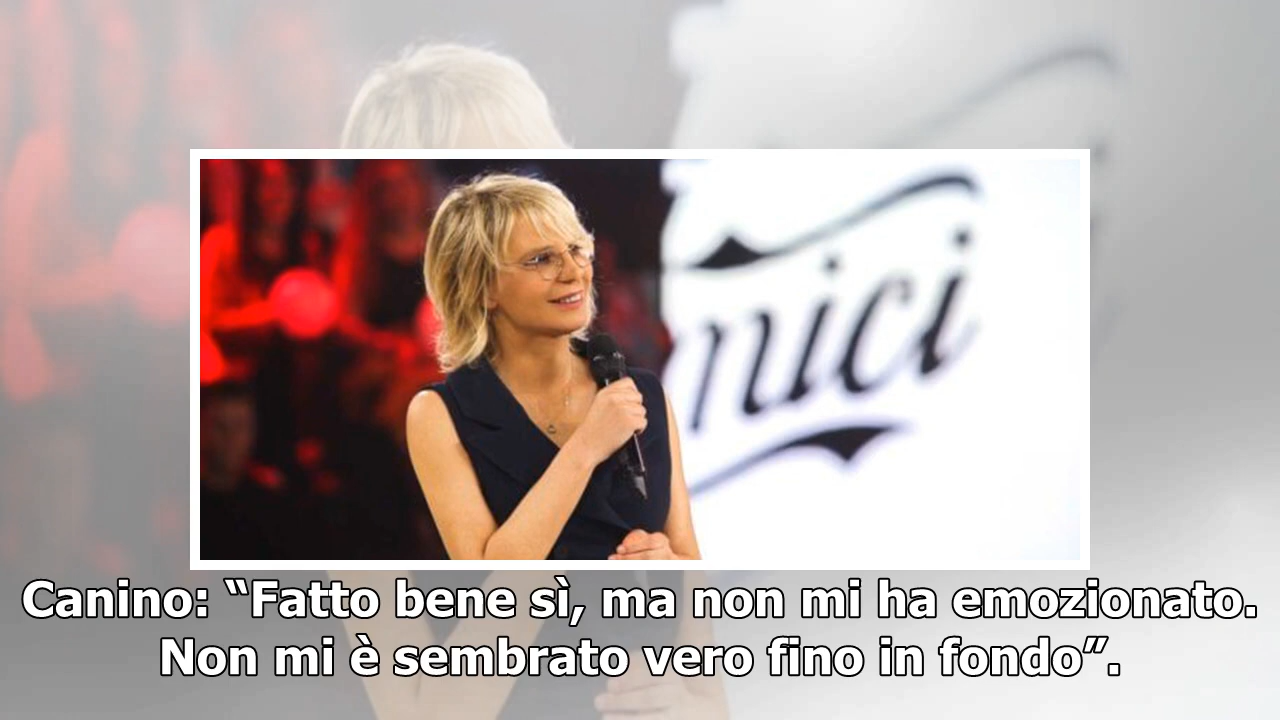 nici
Canino: “Fatto bene sì, ma non mi ha emozionato.
Non mi è sembrato vero fino in fondo”.